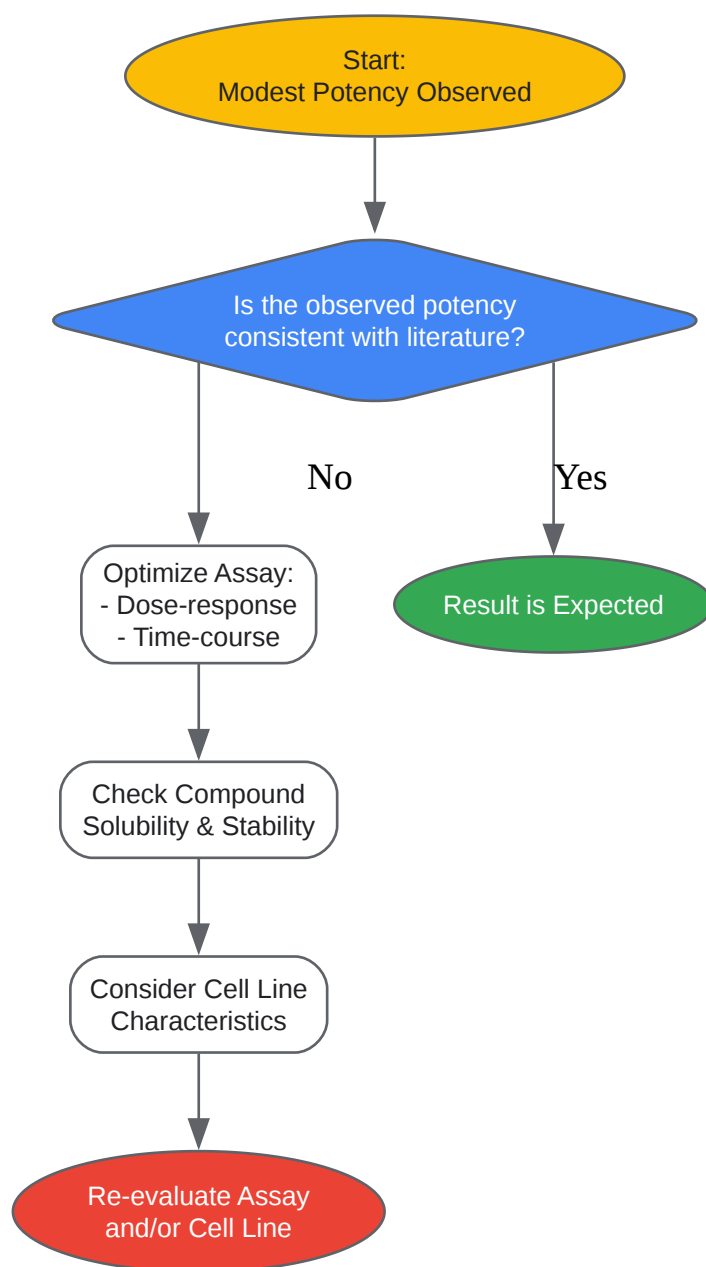 Start:
Modest Potency Observed
Is the observed potency
consistent with literature?
No
Yes
Optimize Assay:
- Dose-response
- Time-course
Result is Expected
Check Compound
Solubility & Stability
Consider Cell Line
Characteristics
Re-evaluate Assay
and/or Cell Line